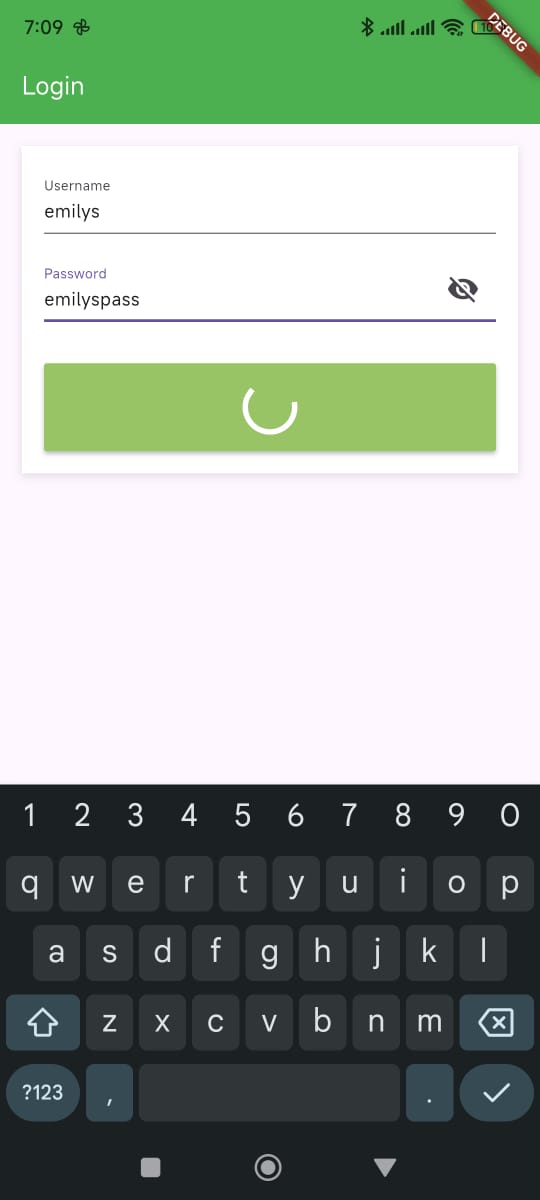 7:09
DEBUG
Login
Username
emilys
Password
emilyspass
1 2 3 4 5 6 7 8 9 0
q w e r t y u i o p
a s d f g h j k l
z x c v b n m
?123 , .